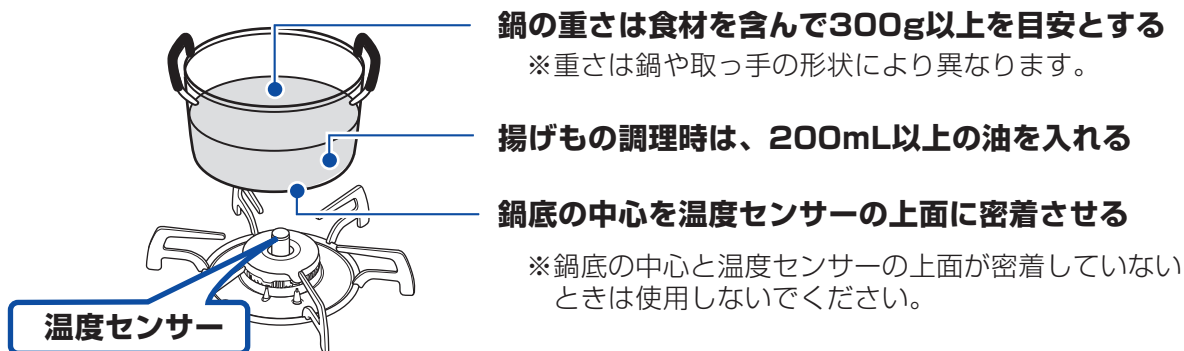 鍋の重さは食材を含んで300g以上を目安とする
※重さは鍋や取っ手の形状により異なります。
揚げもの調理時は、200mL以上の油を入れる
鍋底の中心を温度センサーの上面に密着させる
※鍋底の中心と温度センサーの上面が密着していない
ときは使用しないでください。
温度センサー